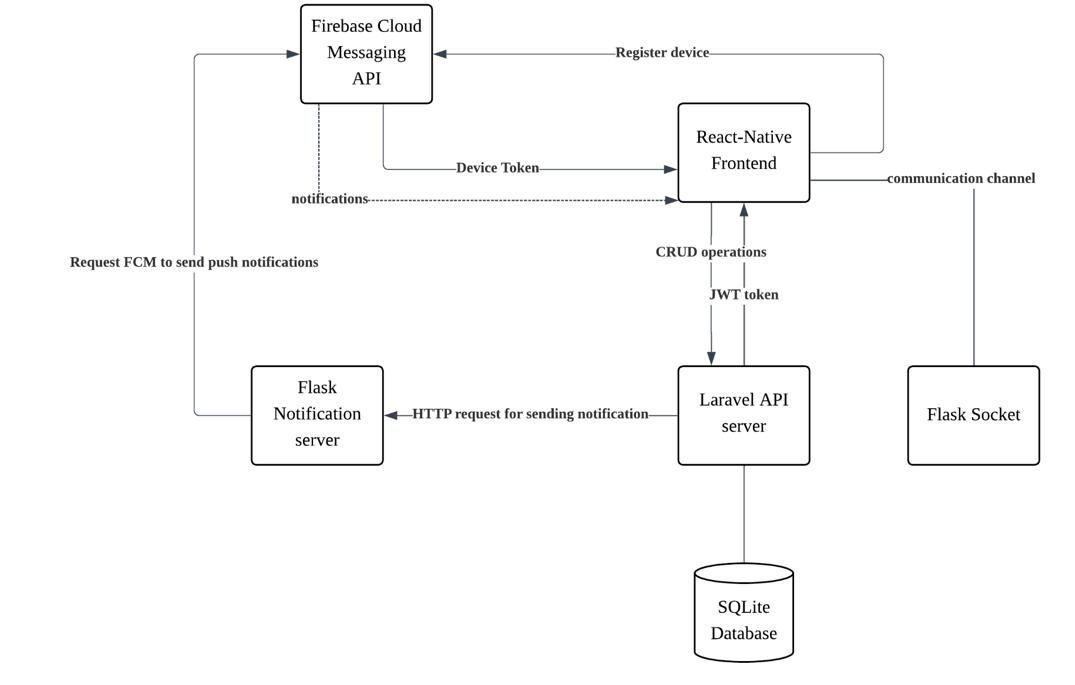 Firebase Cloud
Messaging
API
Register device
React-Native
Frontend
Device Token
communication channel
notifications
CRUD operations
Request FCM to send push notifications
JWT token
Flask
Notification
server
HTTP request for sending notification
Laravel API
server
Flask Socket
SQLite
Database